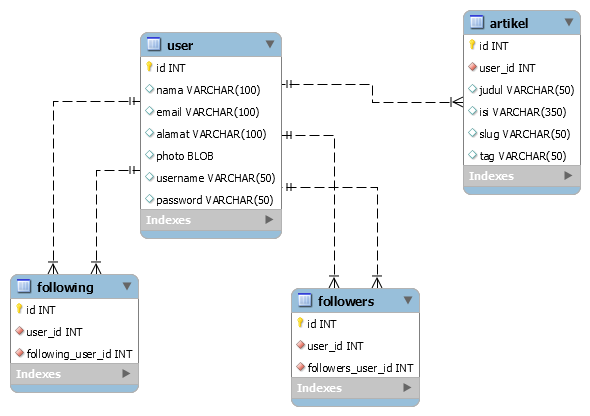 user
id INT
nama VARCHAR(100)
email VARCHAR(100)
alamat VARCHAR(100)
photo BLOB
username VARCHAR(50)
password VARCHAR(50)
Indexes
artikel
id INT
user_id INT
judul VARCHAR(50)
isi VARCHAR(350)
slug VARCHAR(50)
tag VARCHAR(50)
Indexes
following
id INT
user_id INT
following_user_id INT
Indexes
followers
id INT
user_id INT
followers_user_id INT
Indexes